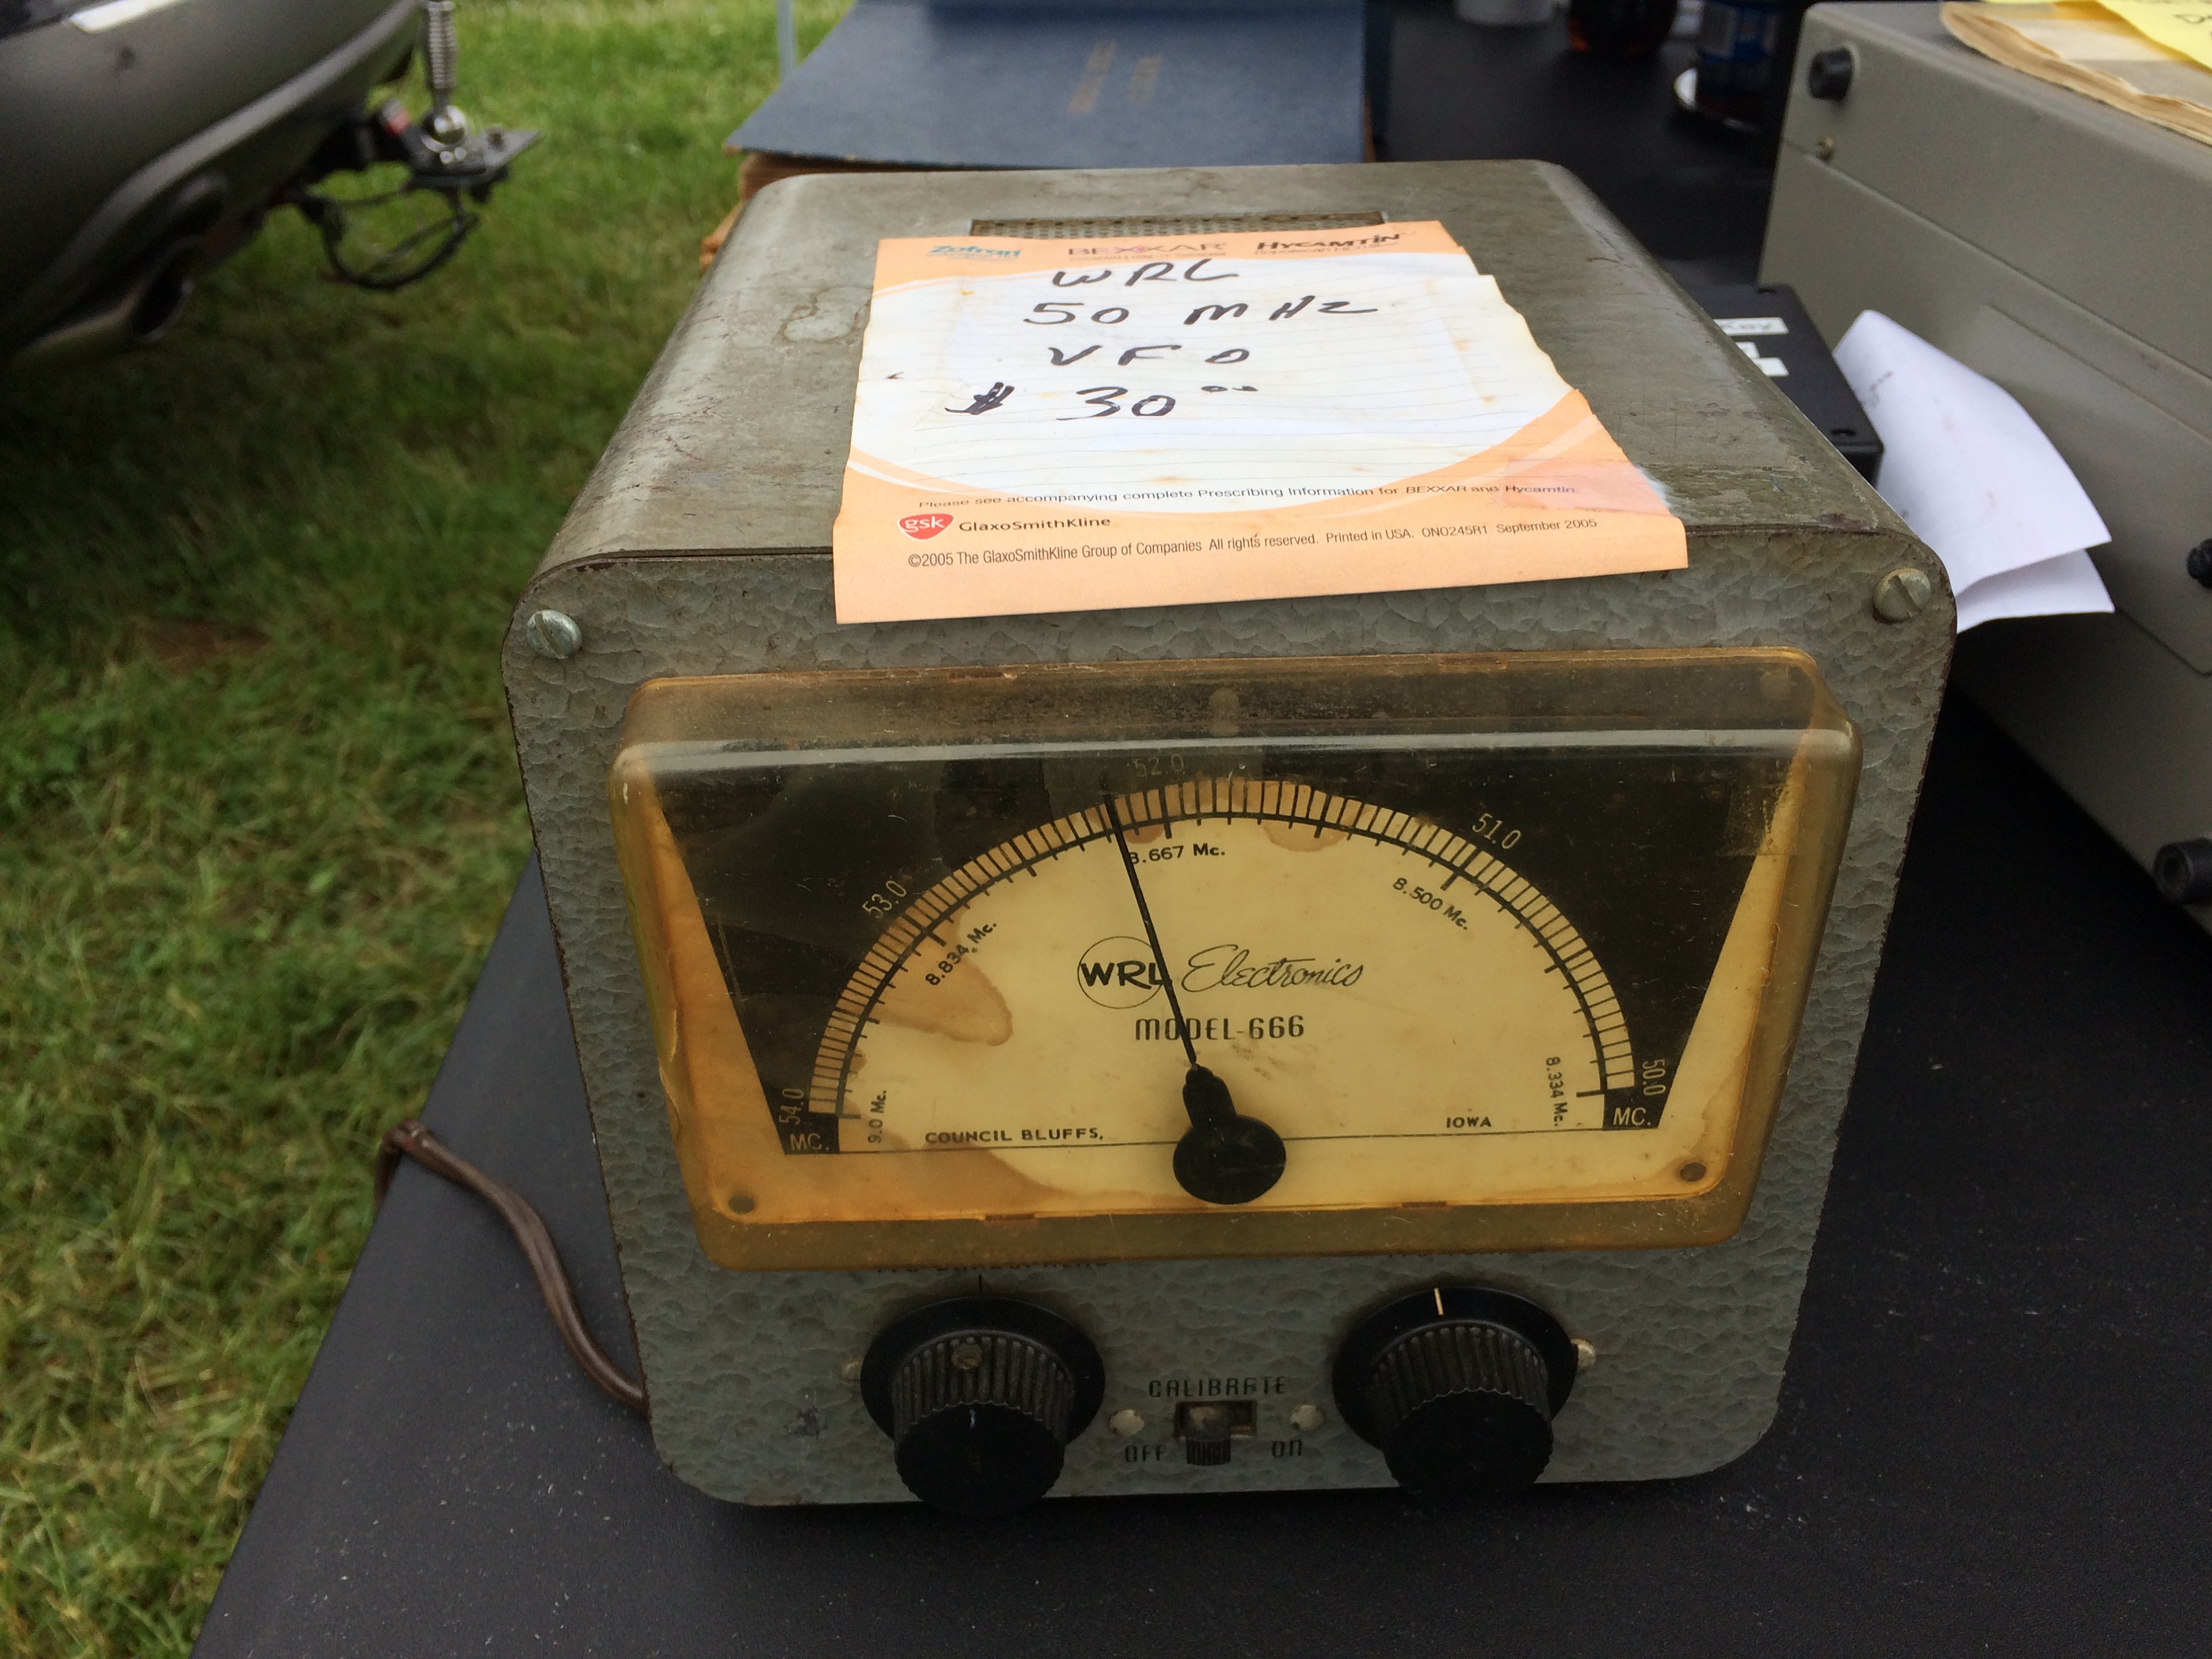 Zofran BEXXAR HYCAMTIN
WRL
50 MHZ
VFO
$ 30 00
Please see accompanying complete Prescribing Information for BEXXAR and Hycamtin.
gsk GlaxoSmithKline
©2005 The GlaxoSmithKline Group of Companies All rights reserved. Printed in USA. ONO245R1 September 2005
54.0 53.0 52.0 51.0 50.0
MC. MC.
9.0 Mc. 8.834 Mc. 8.667 Mc. 8.500 Mc. 8.334 Mc.
WRL Electronics
MODEL-666
COUNCIL BLUFFS, IOWA
CALIBRATE
OFF ON